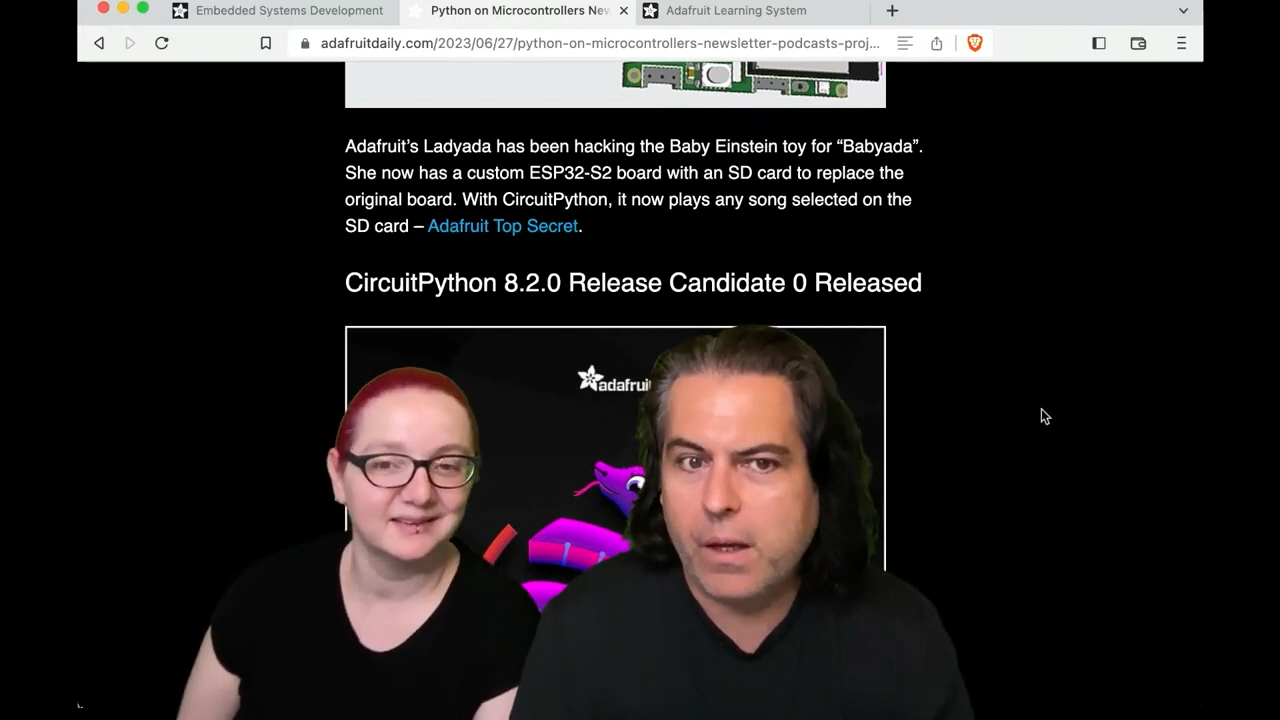 Embedded Systems Development
Python on Microcontrollers New
Adafruit Learning System
adafruitdaily.com/2023/06/27/python-on-microcontrollers-newsletter-podcasts-proj...
Adafruit’s Ladyada has been hacking the Baby Einstein toy for “Babyada”.
She now has a custom ESP32-S2 board with an SD card to replace the
original board. With CircuitPython, it now plays any song selected on the
SD card – Adafruit Top Secret.
CircuitPython 8.2.0 Release Candidate 0 Released
adafrui